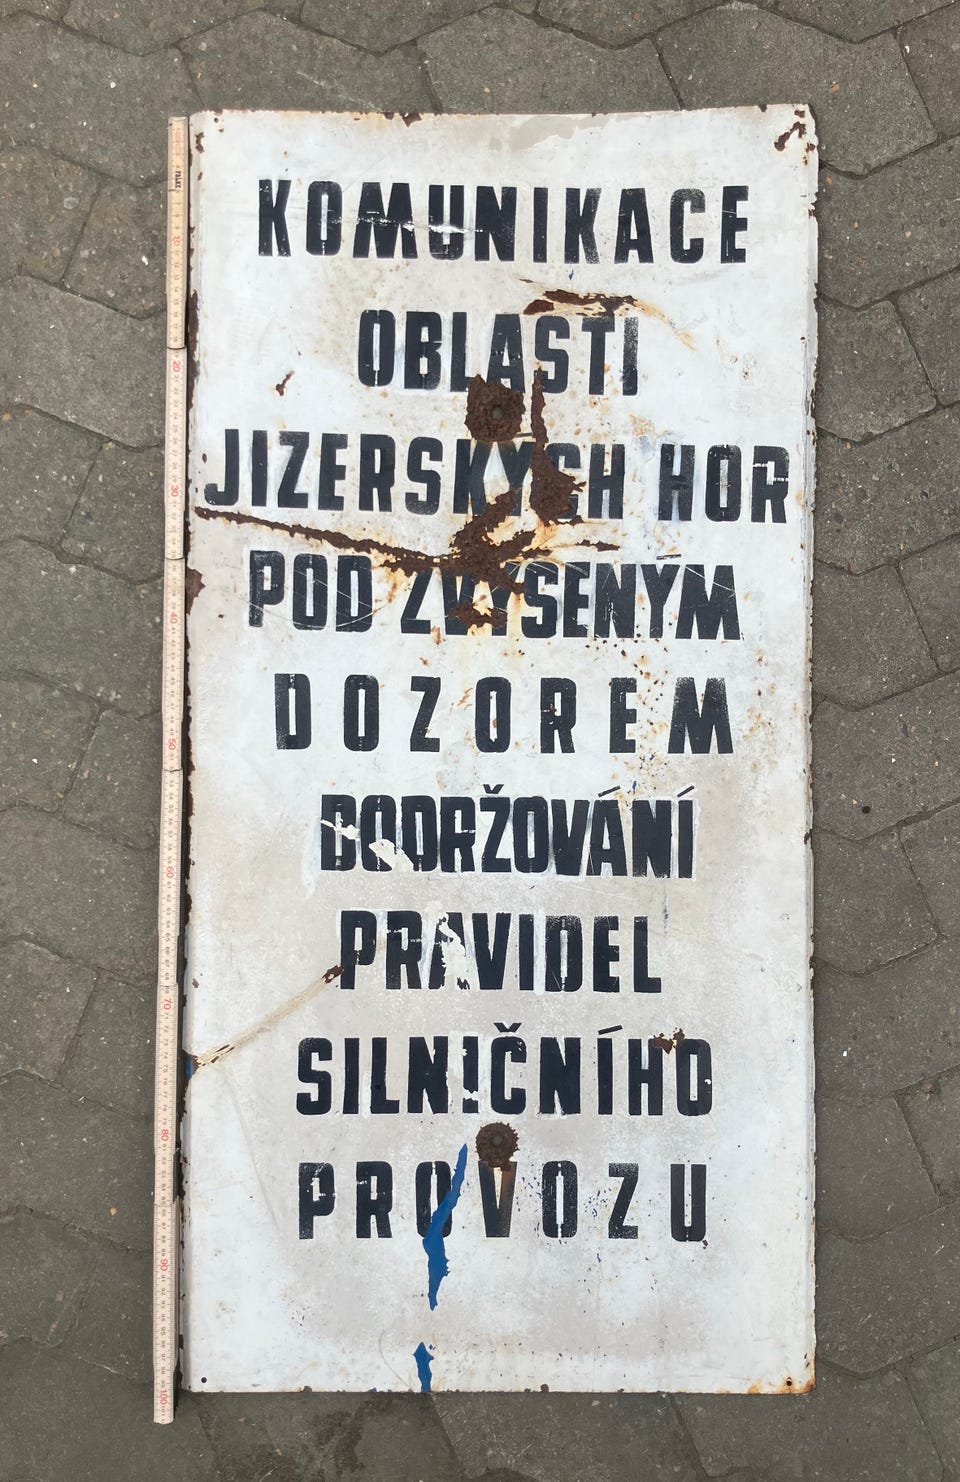 KOMUNIKACE
OBLASTI
JIZERSKÝCH HOR
POD ZVÝŠENÝM
DOZOREM
DODRŽOVÁNÍ
PRAVIDEL
SILNIČNÍHO
PROVOZU